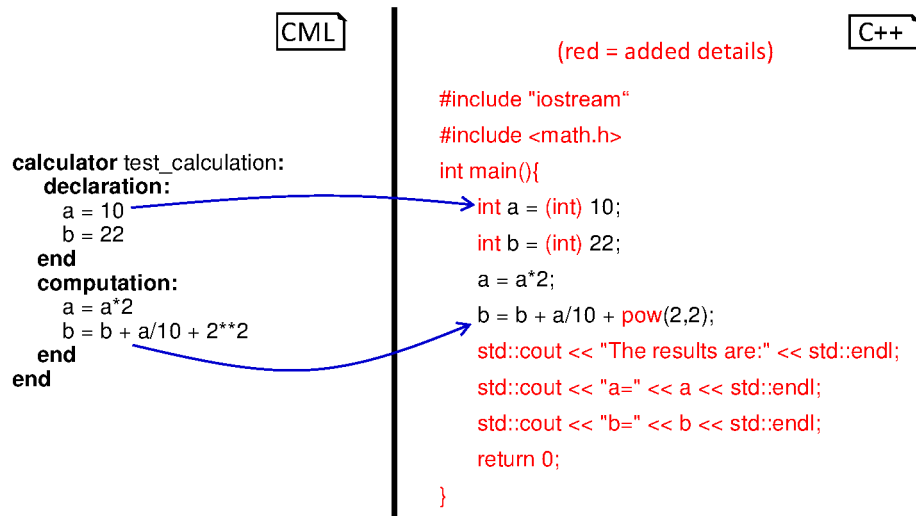 CML
calculator test_calculation:
declaration:
a = 10
b = 22
end
computation:
a = a*2
b = b + a/10 + 2**2
end
end
C++
(red = added details)
#include "iostream“
#include <math.h>
int main(){
int a = (int) 10;
int b = (int) 22;
a = a*2;
b = b + a/10 + pow(2,2);
std::cout << "The results are:" << std::endl;
std::cout << "a=" << a << std::endl;
std::cout << "b=" << b << std::endl;
return 0;
}